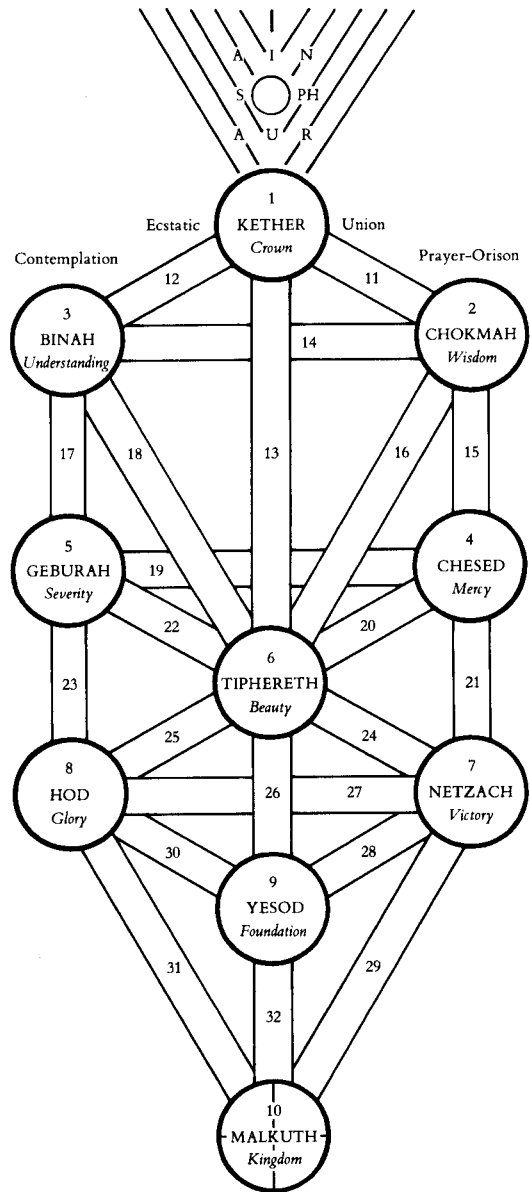 A I N
S PH
A U R
1
KETHER
Crown
Ecstatic Union
Contemplation Prayer-Orison
12 11
3
BINAH
Understanding
2
CHOKMAH
Wisdom
14
17 18 13 16 15
5
GEBURAH
Severity
4
CHESED
Mercy
19
22 20
6
TIPHERETH
Beauty
23 21
25 24
8
HOD
Glory
7
NETZACH
Victory
26 27
30 28
9
YESOD
Foundation
31 29
32
10
MALKUTH
Kingdom